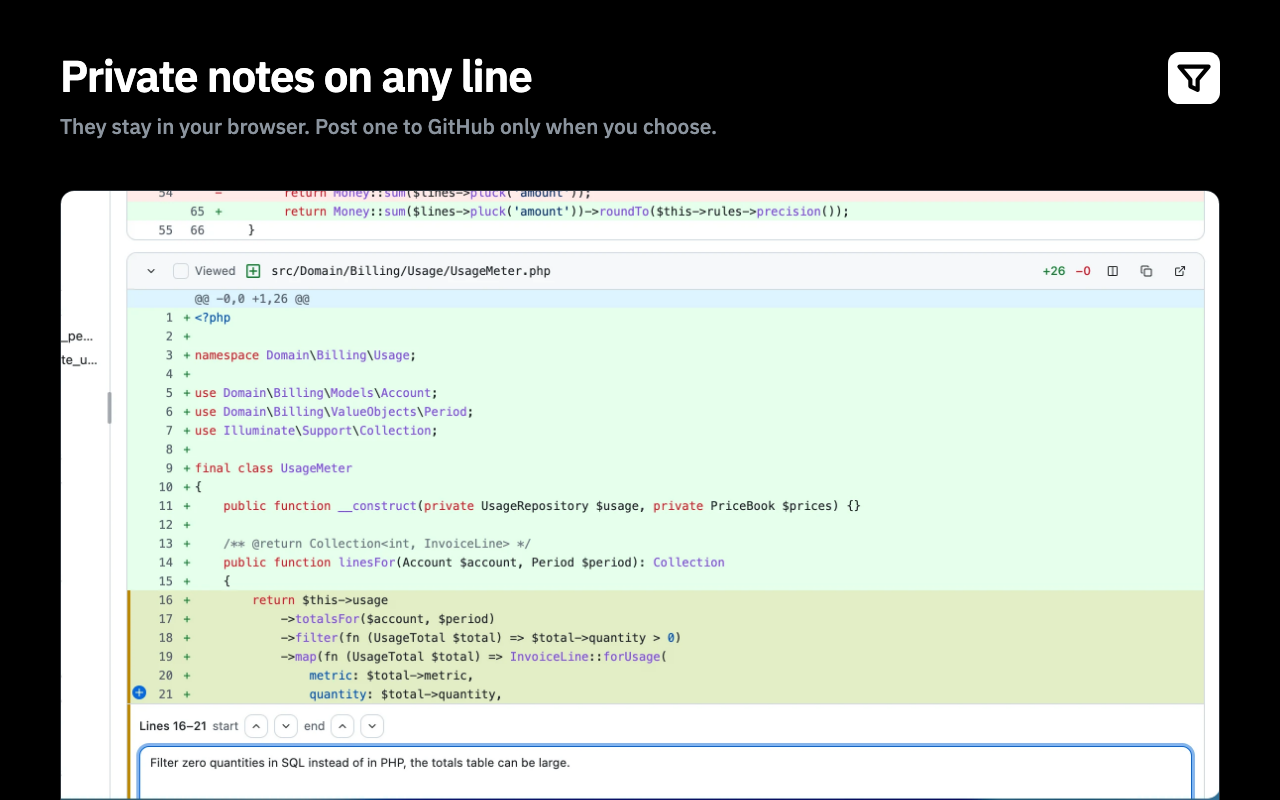 Private notes on any line
They stay in your browser. Post one to GitHub only when you choose.
54 − return Money::sum($lines->pluck('amount'));
65 + return Money::sum($lines->pluck('amount'))->roundTo($this->rules->precision());
55 66 }
Viewed src/Domain/Billing/Usage/UsageMeter.php +26 −0
@@ −0,0 +1,26 @@
1 + <?php
2 +
_pe...
3 + namespace Domain\Billing\Usage;
te_u...
4 +
5 + use Domain\Billing\Models\Account;
6 + use Domain\Billing\ValueObjects\Period;
7 + use Illuminate\Support\Collection;
8 +
9 + final class UsageMeter
10 + {
11 + public function __construct(private UsageRepository $usage, private PriceBook $prices) {}
12 +
13 + /** @return Collection<int, InvoiceLine> */
14 + public function linesFor(Account $account, Period $period): Collection
15 + {
16 + return $this->usage
17 + ->totalsFor($account, $period)
18 + ->filter(fn (UsageTotal $total) => $total->quantity > 0)
19 + ->map(fn (UsageTotal $total) => InvoiceLine::forUsage(
20 + metric: $total->metric,
21 + quantity: $total->quantity,
Lines 16–21 start end
Filter zero quantities in SQL instead of in PHP, the totals table can be large.